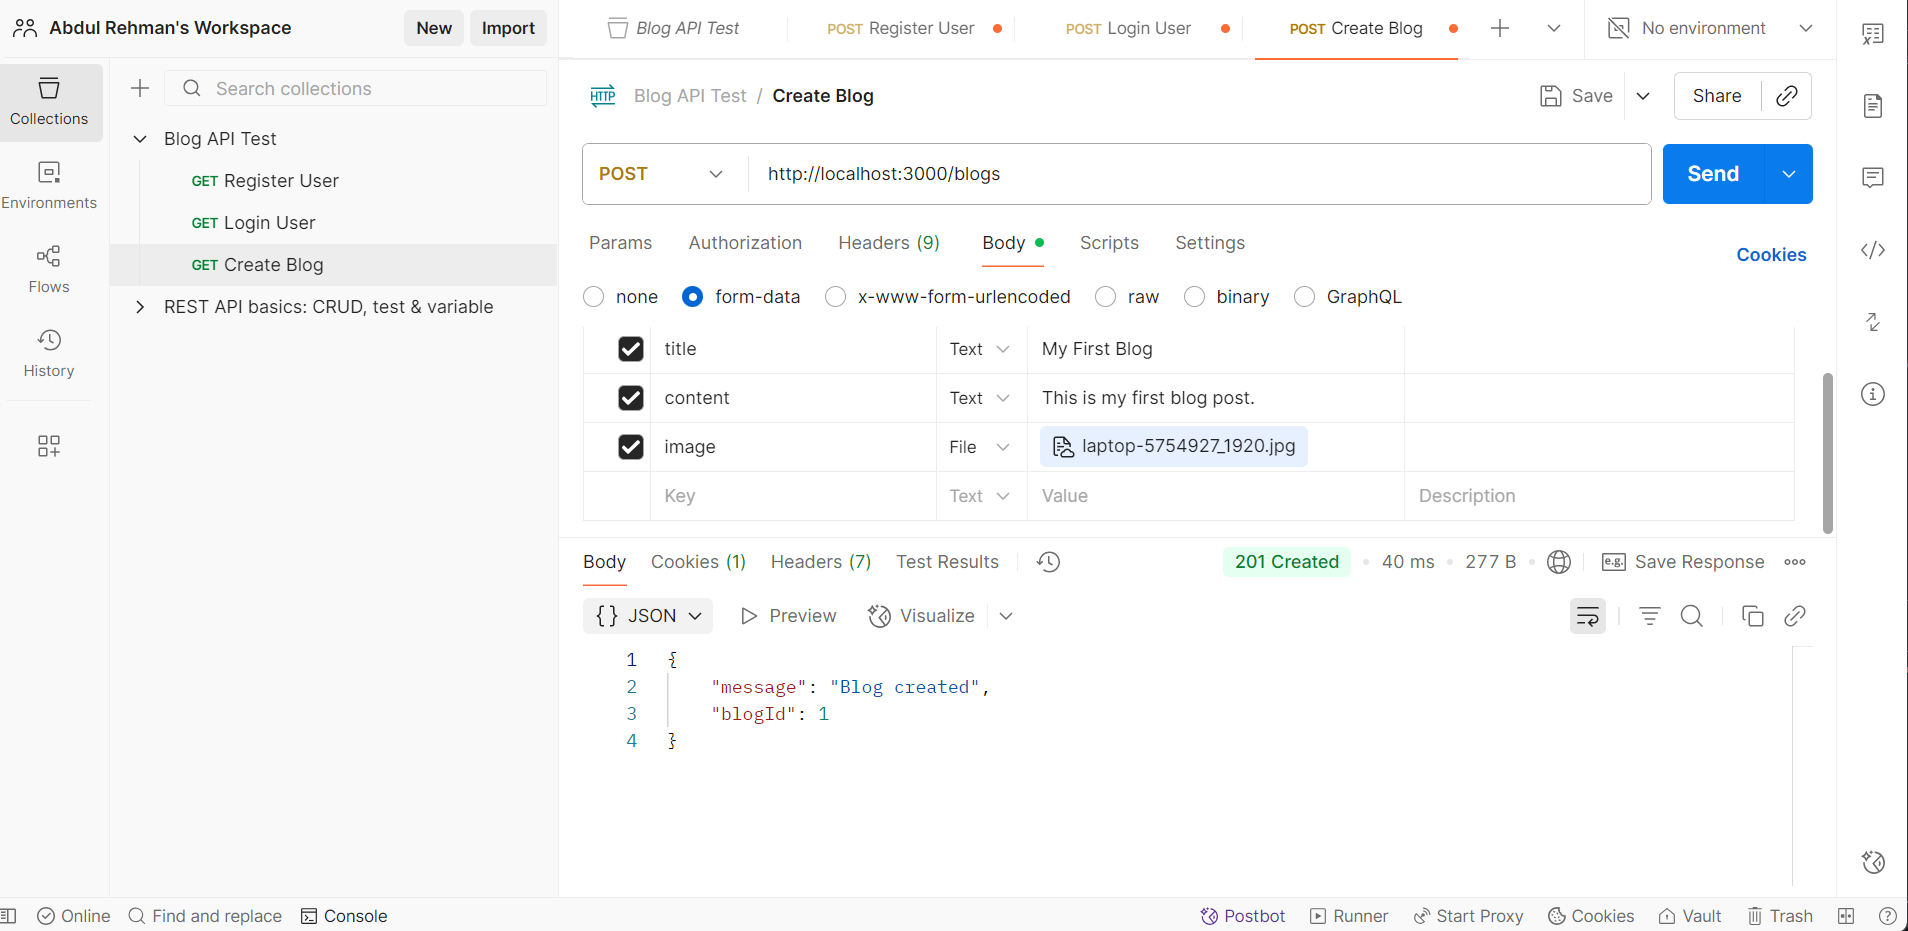 Abdul Rehman's Workspace
New
Import
Blog API Test
POST Register User
POST Login User
POST Create Blog
No environment
Collections
Environments
Flows
History
Search collections
Blog API Test
GET Register User
GET Login User
GET Create Blog
REST API basics: CRUD, test & variable
HTTP Blog API Test / Create Blog
Save
Share
POST
http://localhost:3000/blogs
Send
Params
Authorization
Headers (9)
Body
Scripts
Settings
Cookies
none
form-data
x-www-form-urlencoded
raw
binary
GraphQL
title Text My First Blog
content Text This is my first blog post.
image File laptop-5754927_1920.jpg
Key Text Value Description
Body
Cookies (1)
Headers (7)
Test Results
201 Created
40 ms
277 B
e.g. Save Response
{} JSON
Preview
Visualize
1 {
2 "message": "Blog created",
3 "blogId": 1
4 }
Online
Find and replace
Console
Postbot
Runner
Start Proxy
Cookies
Vault
Trash